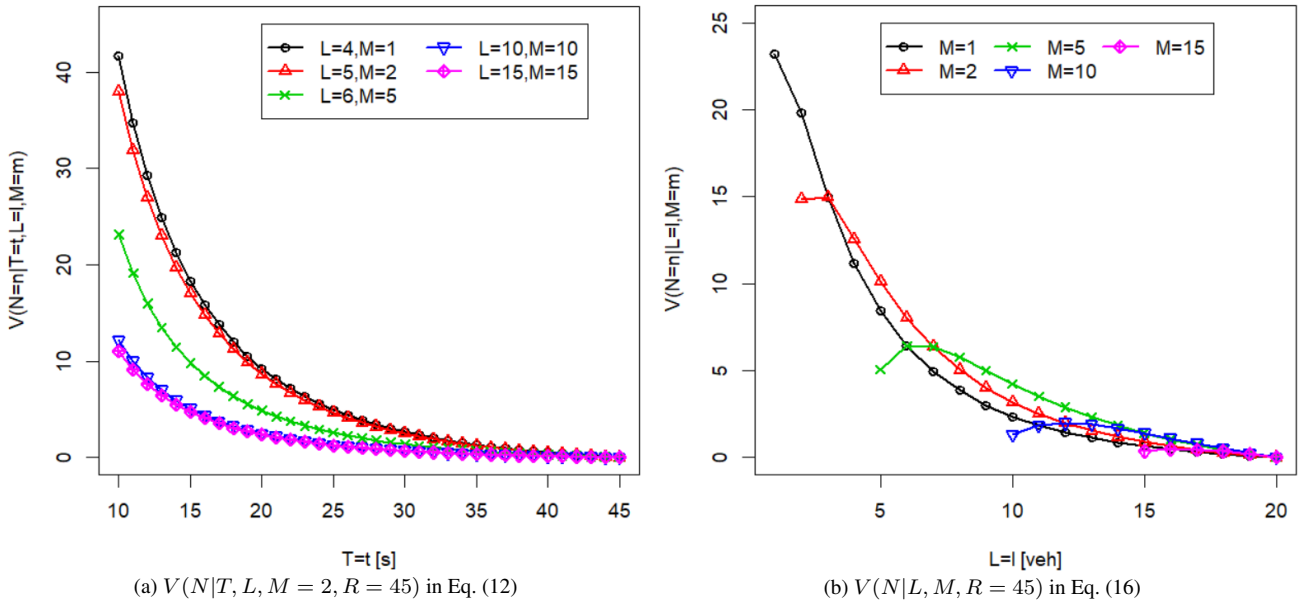 V(N=n|T=t,L=l,M=m)
40
30
20
10
0
L=4,M=1
L=5,M=2
L=6,M=5
L=10,M=10
L=15,M=15
10 15 20 25 30 35 40 45
T=t [s]
(a) V(N|T, L, M = 2, R = 45) in Eq. (12)
V(N=n|L=l,M=m)
25
20
15
10
5
0
M=1
M=2
M=5
M=10
M=15
5 10 15 20
L=l [veh]
(b) V(N|L, M, R = 45) in Eq. (16)